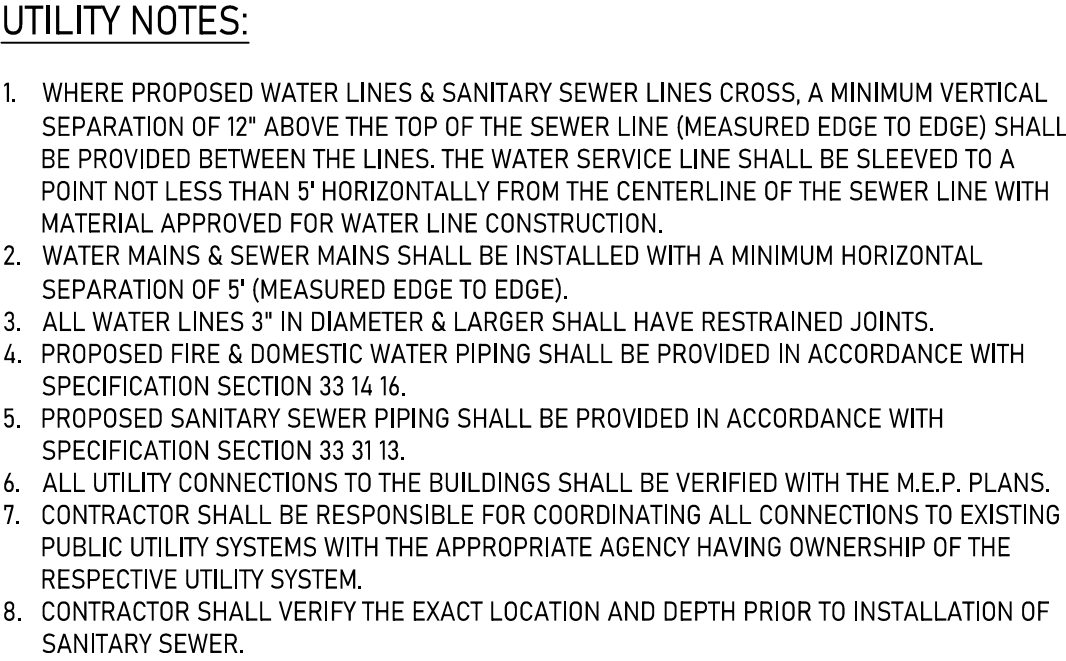 UTILITY NOTES:
1. WHERE PROPOSED WATER LINES & SANITARY SEWER LINES CROSS, A MINIMUM VERTICAL
SEPARATION OF 12" ABOVE THE TOP OF THE SEWER LINE (MEASURED EDGE TO EDGE) SHALL
BE PROVIDED BETWEEN THE LINES. THE WATER SERVICE LINE SHALL BE SLEEVED TO A
POINT NOT LESS THAN 5' HORIZONTALLY FROM THE CENTERLINE OF THE SEWER LINE WITH
MATERIAL APPROVED FOR WATER LINE CONSTRUCTION.
2. WATER MAINS & SEWER MAINS SHALL BE INSTALLED WITH A MINIMUM HORIZONTAL
SEPARATION OF 5' (MEASURED EDGE TO EDGE).
3. ALL WATER LINES 3" IN DIAMETER & LARGER SHALL HAVE RESTRAINED JOINTS.
4. PROPOSED FIRE & DOMESTIC WATER PIPING SHALL BE PROVIDED IN ACCORDANCE WITH
SPECIFICATION SECTION 33 14 16.
5. PROPOSED SANITARY SEWER PIPING SHALL BE PROVIDED IN ACCORDANCE WITH
SPECIFICATION SECTION 33 31 13.
6. ALL UTILITY CONNECTIONS TO THE BUILDINGS SHALL BE VERIFIED WITH THE M.E.P. PLANS.
7. CONTRACTOR SHALL BE RESPONSIBLE FOR COORDINATING ALL CONNECTIONS TO EXISTING
PUBLIC UTILITY SYSTEMS WITH THE APPROPRIATE AGENCY HAVING OWNERSHIP OF THE
RESPECTIVE UTILITY SYSTEM.
8. CONTRACTOR SHALL VERIFY THE EXACT LOCATION AND DEPTH PRIOR TO INSTALLATION OF
SANITARY SEWER.